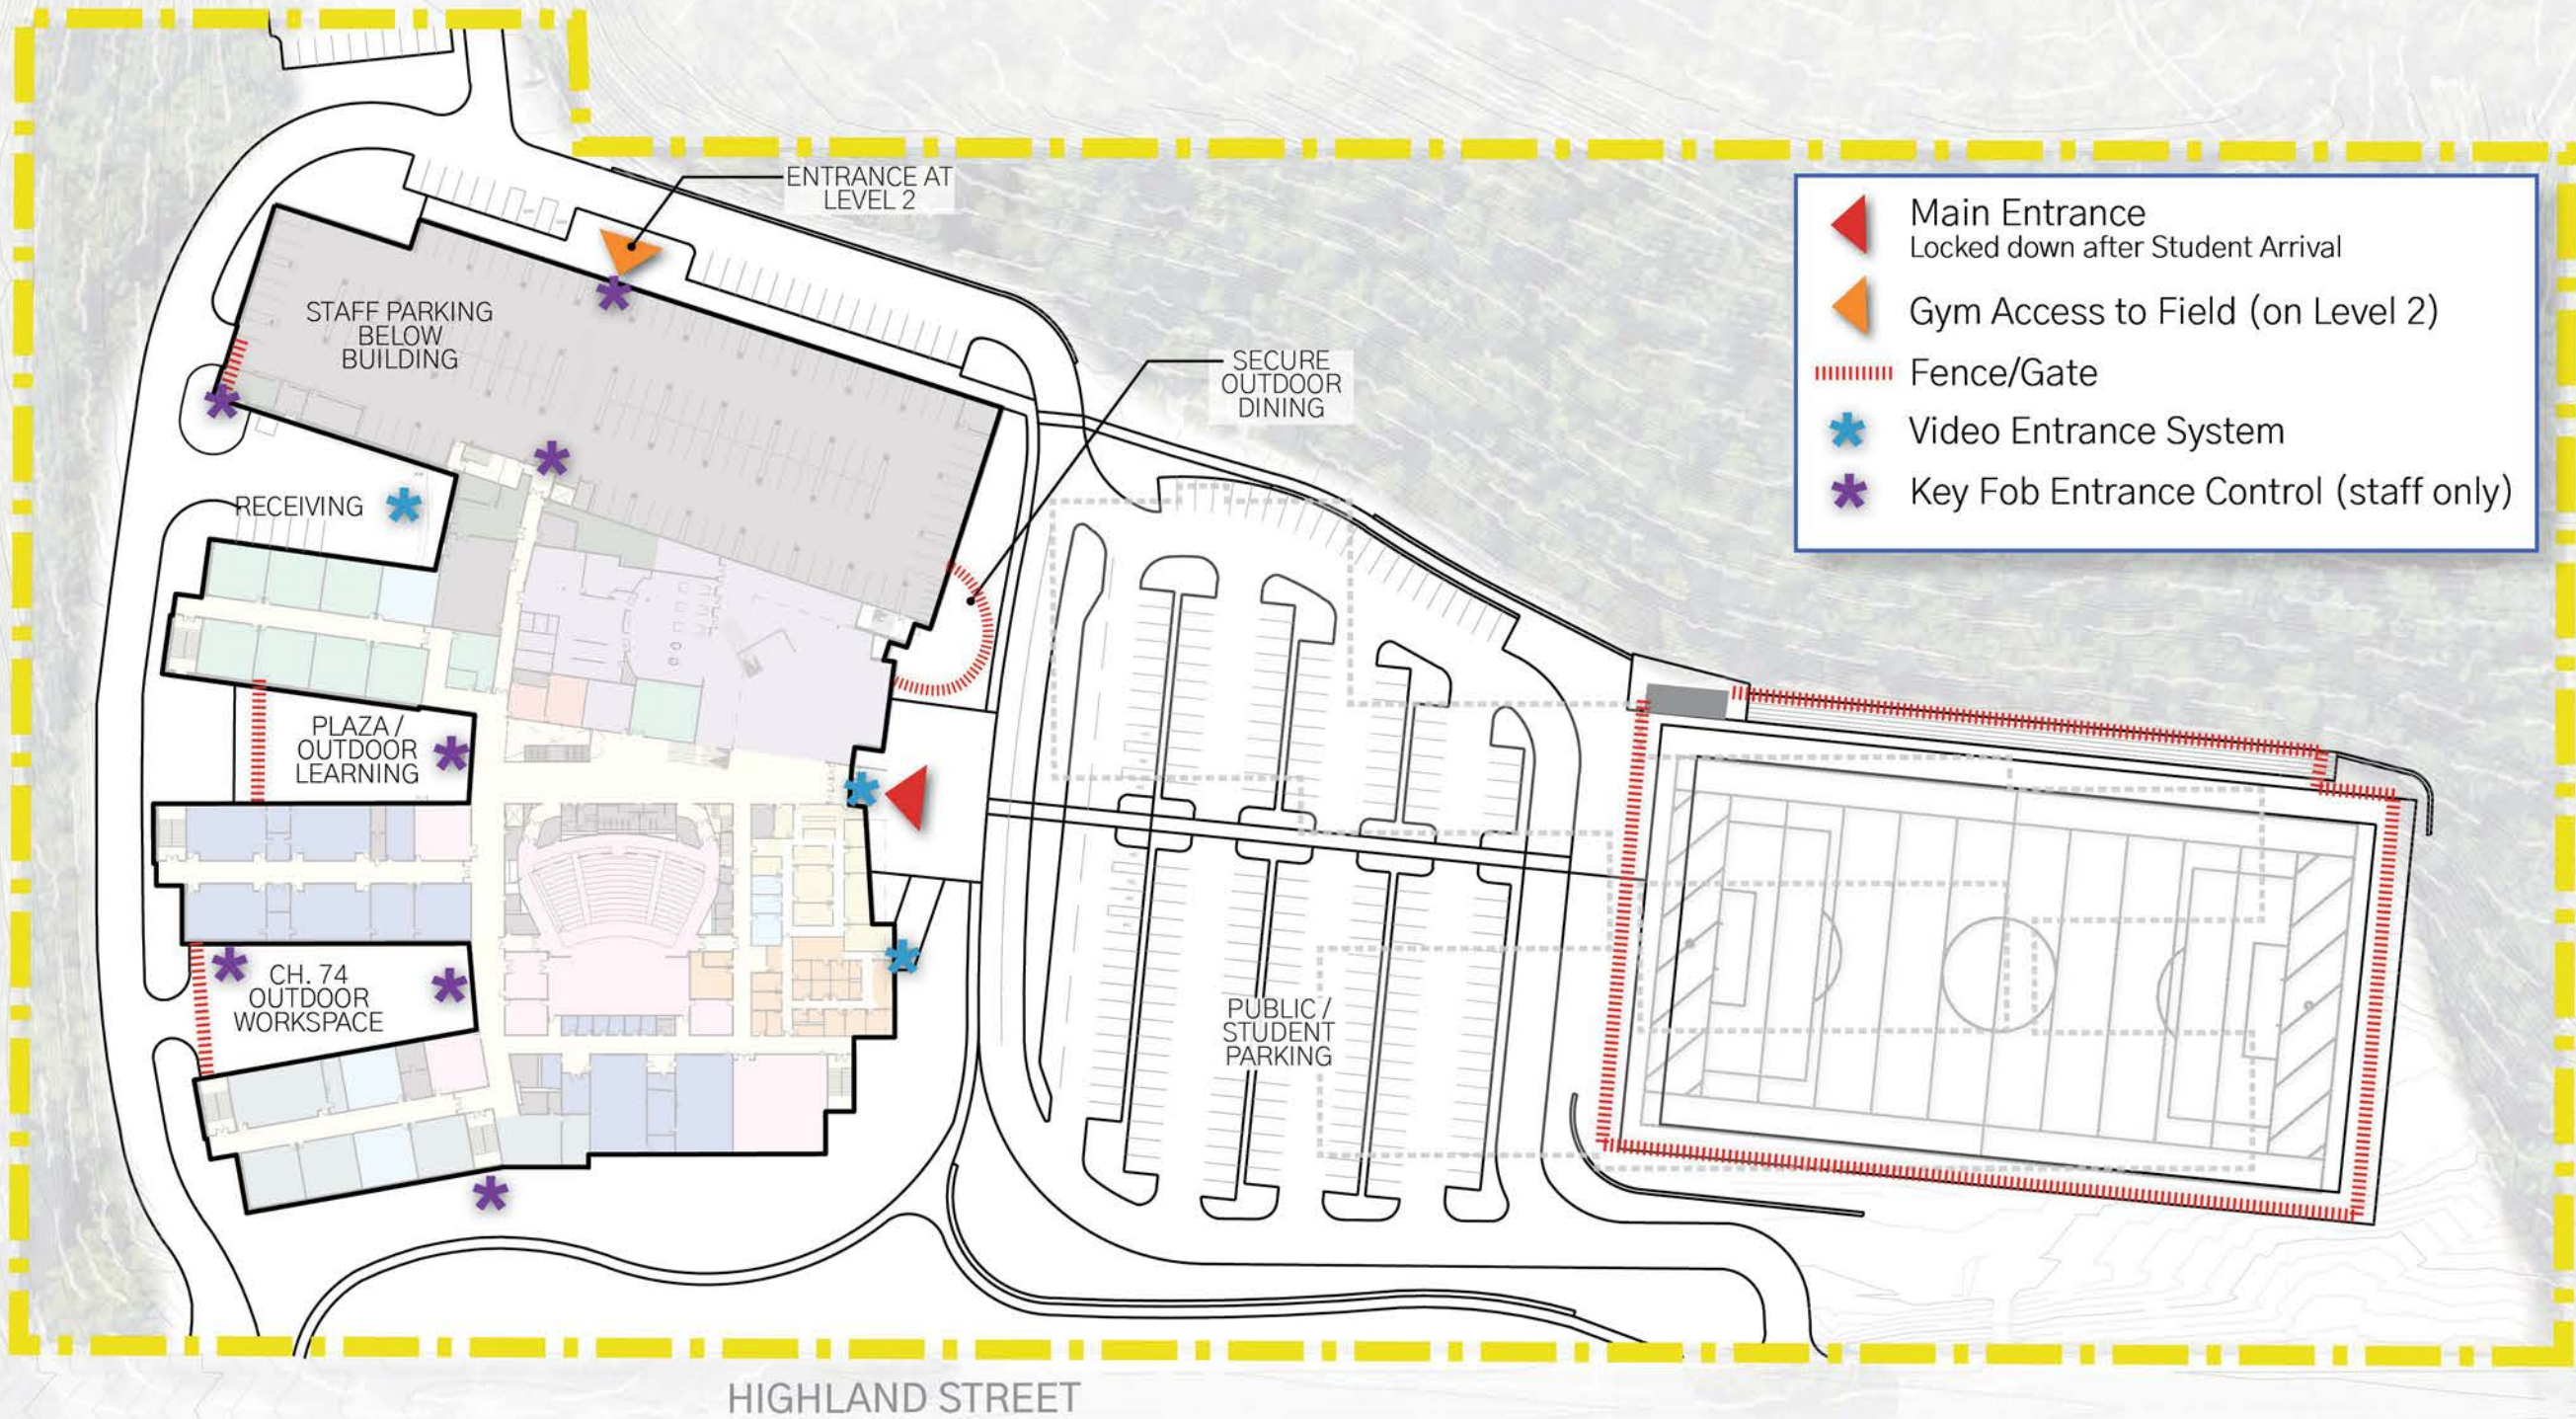 ENTRANCE AT
LEVEL 2
Main Entrance
Locked down after Student Arrival
Gym Access to Field (on Level 2)
Fence/Gate
Video Entrance System
Key Fob Entrance Control (staff only)
STAFF PARKING
BELOW
BUILDING
SECURE
OUTDOOR
DINING
RECEIVING
PLAZA /
OUTDOOR
LEARNING
CH. 74
OUTDOOR
WORKSPACE
PUBLIC /
STUDENT
PARKING
HIGHLAND STREET